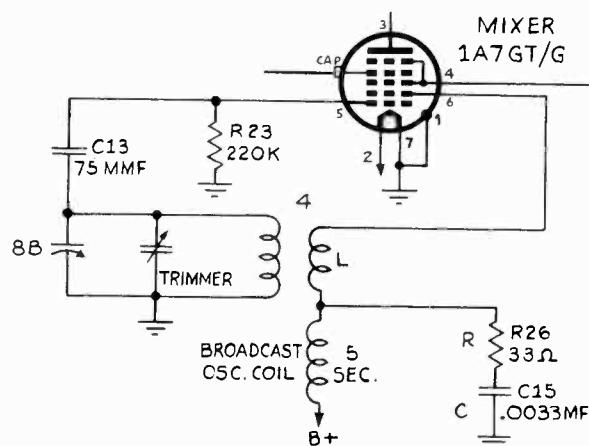 MIXER
1A7GT/G
3
CAP
4
6
5
1
2
7
C13
75 MMF
R23
220K
4
8B
TRIMMER
L
BROADCAST
OSC. COIL
5
SEC.
R
R26
33Ω
C
C15
.0033MF
B+